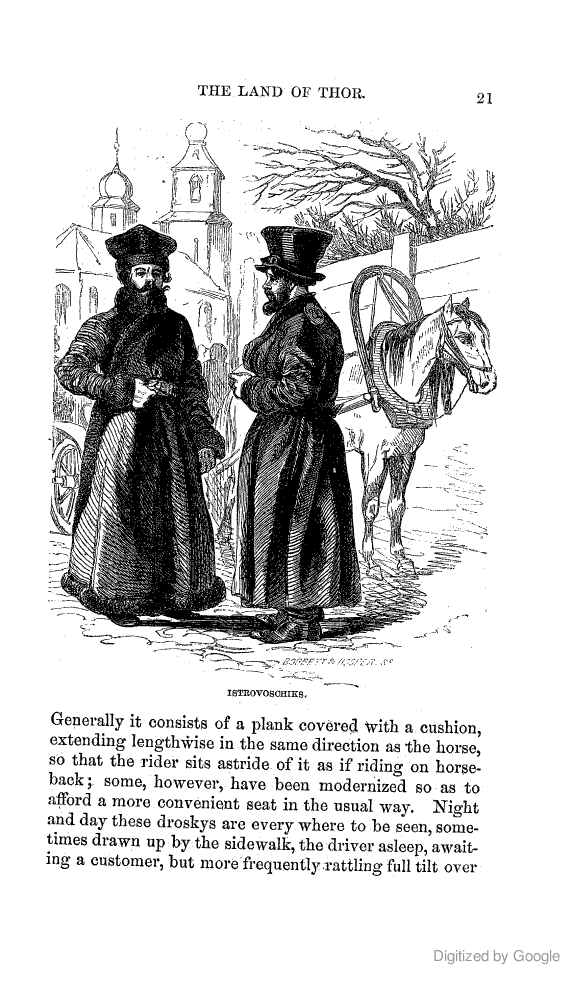 THE LAND OF THOR.
21
BOBBETT & HOOPER. SC
ISTROVOSCHIKS.
Generally it consists of a plank covered with a cushion,
extending lengthwise in the same direction as the horse,
so that the rider sits astride of it as if riding on horse-
back; some, however, have been modernized so as to
afford a more convenient seat in the usual way. Night
and day these droskys are every where to be seen, some-
times drawn up by the sidewalk, the driver asleep, await-
ing a customer, but more frequently rattling full tilt over
Digitized by Google